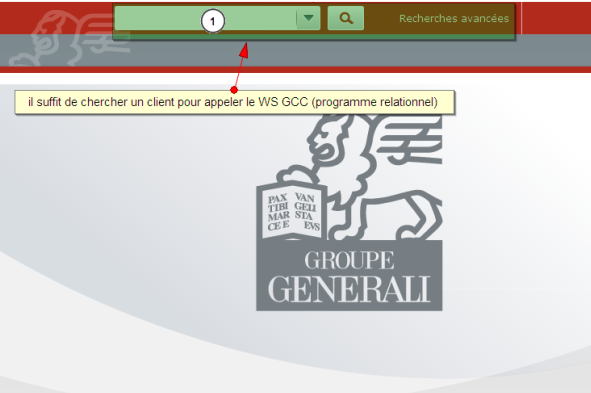 1
Recherches avancées
il suffit de chercher un client pour appeler le WS GCC (programme relationnel)
PAX VAN
TIBI GELI
MAR STA
CE E EVS
GROUPE
GENERALI